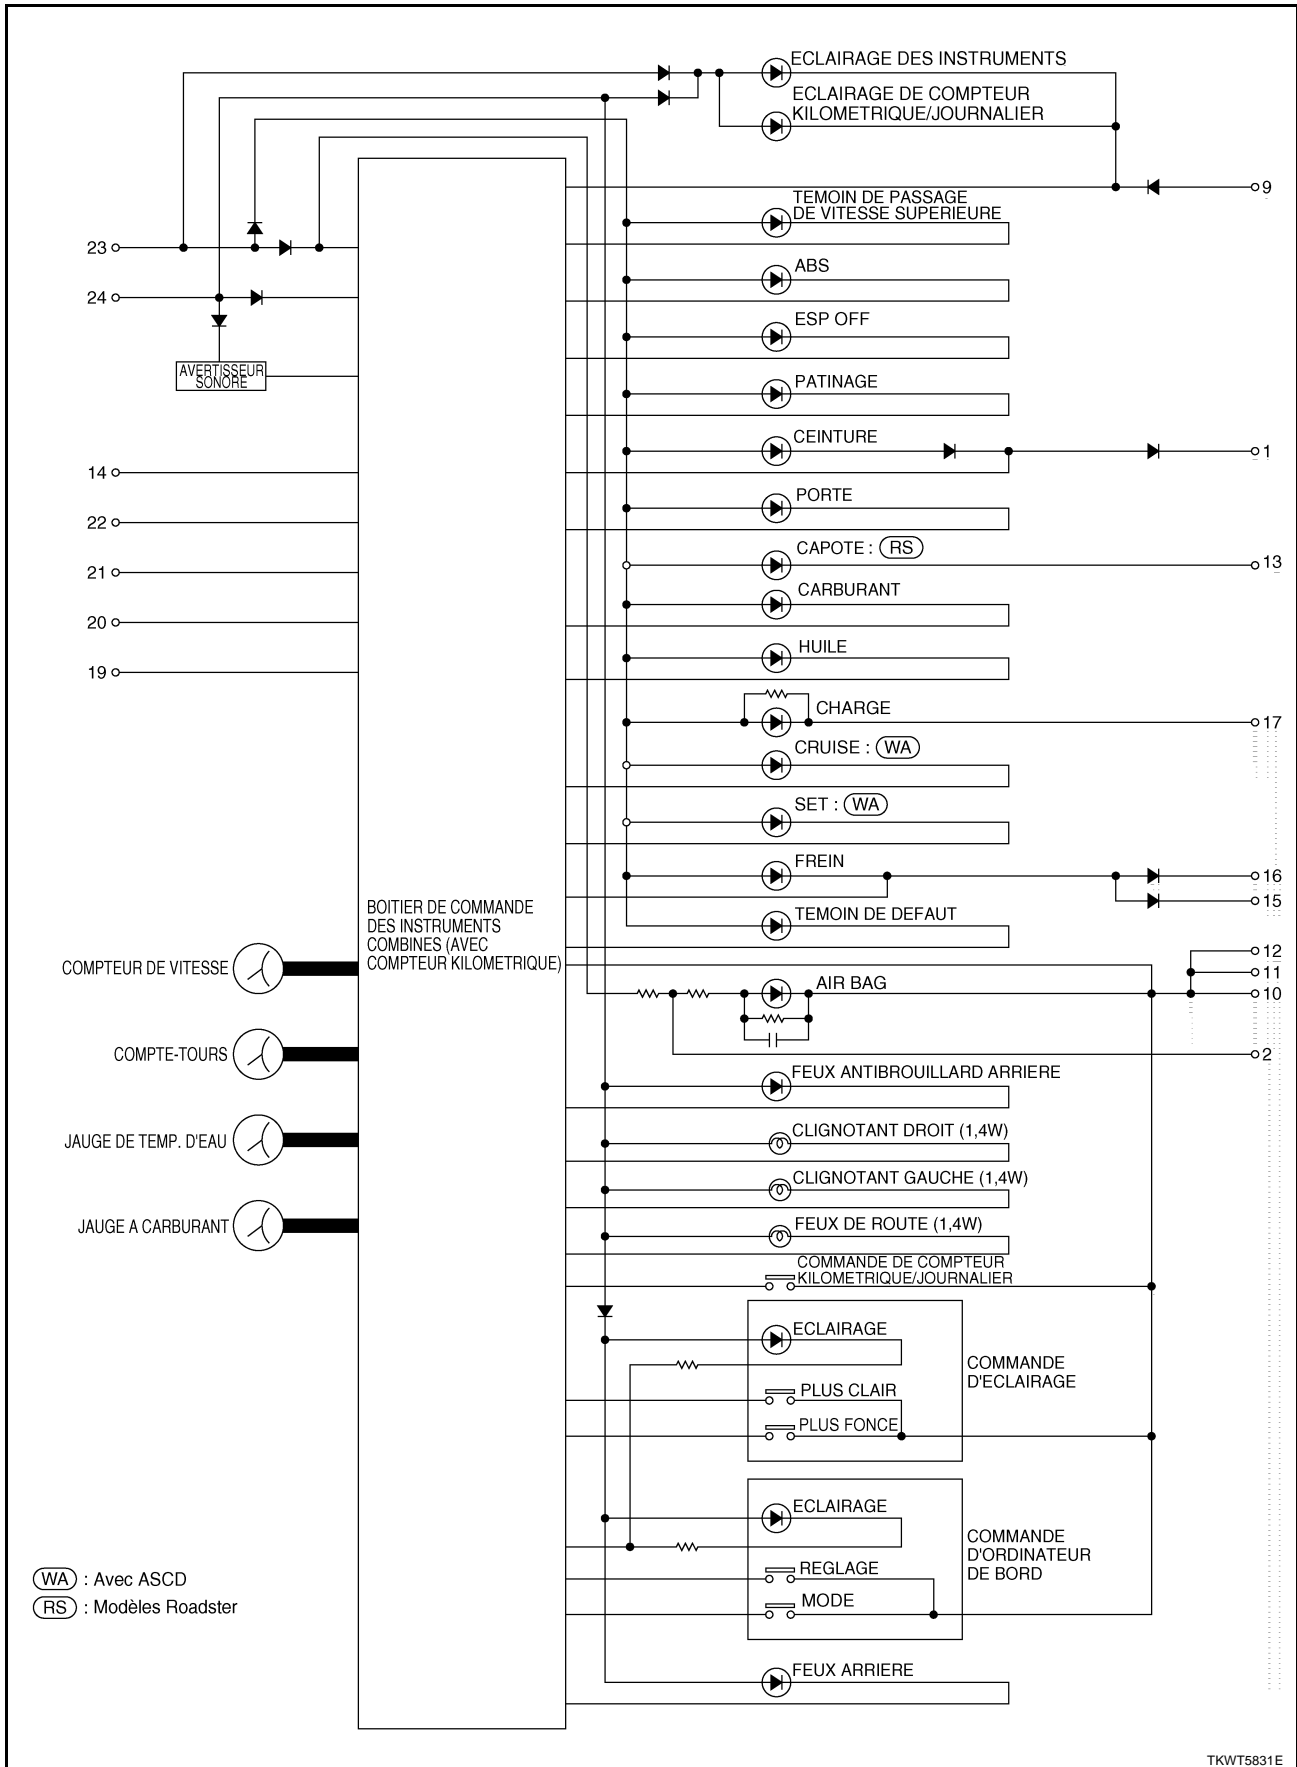 ECLAIRAGE DES INSTRUMENTS
ECLAIRAGE DE COMPTEUR
KILOMETRIQUE/JOURNALIER
9
TEMOIN DE PASSAGE
DE VITESSE SUPERIEURE
23
ABS
24
ESP OFF
AVERTISSEUR
SONORE
PATINAGE
CEINTURE
1
14
PORTE
22
CAPOTE : RS
13
21
CARBURANT
20
HUILE
19
CHARGE
17
CRUISE : WA
SET : WA
FREIN
16
15
BOITIER DE COMMANDE
DES INSTRUMENTS
COMBINES (AVEC
COMPTEUR KILOMETRIQUE)
TEMOIN DE DEFAUT
12
COMPTEUR DE VITESSE
11
AIR BAG
10
COMPTE-TOURS
2
FEUX ANTIBROUILLARD ARRIERE
JAUGE DE TEMP. D'EAU
CLIGNOTANT DROIT (1,4W)
CLIGNOTANT GAUCHE (1,4W)
JAUGE A CARBURANT
FEUX DE ROUTE (1,4W)
COMMANDE DE COMPTEUR
KILOMETRIQUE/JOURNALIER
ECLAIRAGE
COMMANDE
D'ECLAIRAGE
PLUS CLAIR
PLUS FONCE
ECLAIRAGE
COMMANDE
D'ORDINATEUR
DE BORD
REGLAGE
MODE
WA : Avec ASCD
RS : Modèles Roadster
FEUX ARRIERE
TKWT5831E